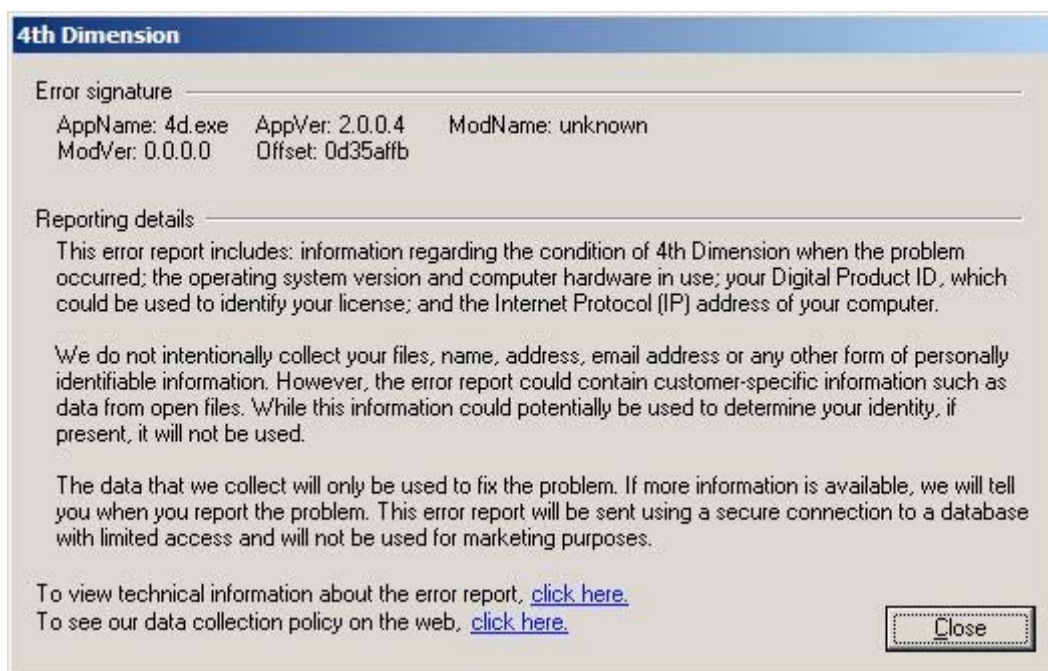 4th Dimension
Error signature
AppName: 4d.exe AppVer: 2.0.0.4 ModName: unknown
ModVer: 0.0.0.0 Offset: 0d35affb
Reporting details
This error report includes: information regarding the condition of 4th Dimension when the problem
occurred; the operating system version and computer hardware in use; your Digital Product ID, which
could be used to identify your license; and the Internet Protocol (IP) address of your computer.
We do not intentionally collect your files, name, address, email address or any other form of personally
identifiable information. However, the error report could contain customer-specific information such as
data from open files. While this information could potentially be used to determine your identity, if
present, it will not be used.
The data that we collect will only be used to fix the problem. If more information is available, we will tell
you when you report the problem. This error report will be sent using a secure connection to a database
with limited access and will not be used for marketing purposes.
To view technical information about the error report, click here.
To see our data collection policy on the web, click here.
Close